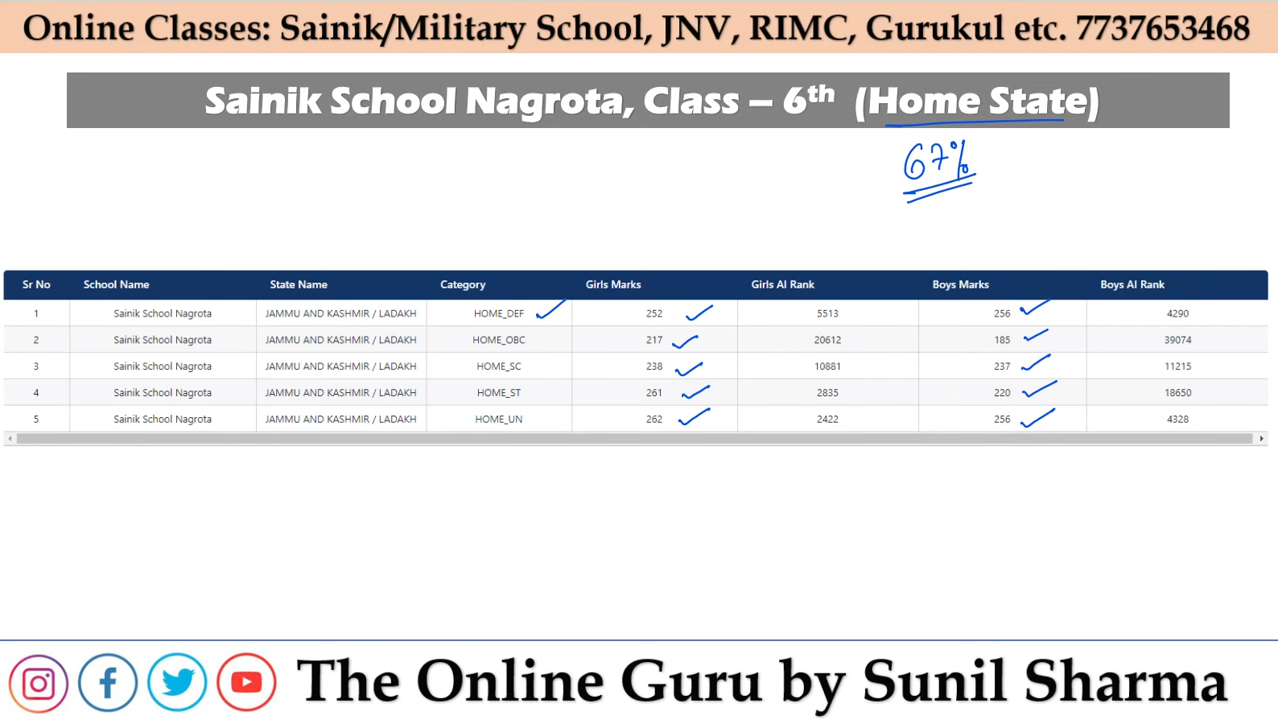 Online Classes: Sainik/Military School, JNV, RIMC, Gurukul etc. 7737653468
Sainik School Nagrota, Class – 6th (Home State)
67%
Sr No School Name State Name Category Girls Marks Girls AI Rank Boys Marks Boys AI Rank
1 Sainik School Nagrota JAMMU AND KASHMIR / LADAKH HOME_DEF 252 5513 256 4290
2 Sainik School Nagrota JAMMU AND KASHMIR / LADAKH HOME_OBC 217 20612 185 39074
3 Sainik School Nagrota JAMMU AND KASHMIR / LADAKH HOME_SC 238 10881 237 11215
4 Sainik School Nagrota JAMMU AND KASHMIR / LADAKH HOME_ST 261 2835 220 18650
5 Sainik School Nagrota JAMMU AND KASHMIR / LADAKH HOME_UN 262 2422 256 4328
The Online Guru by Sunil Sharma